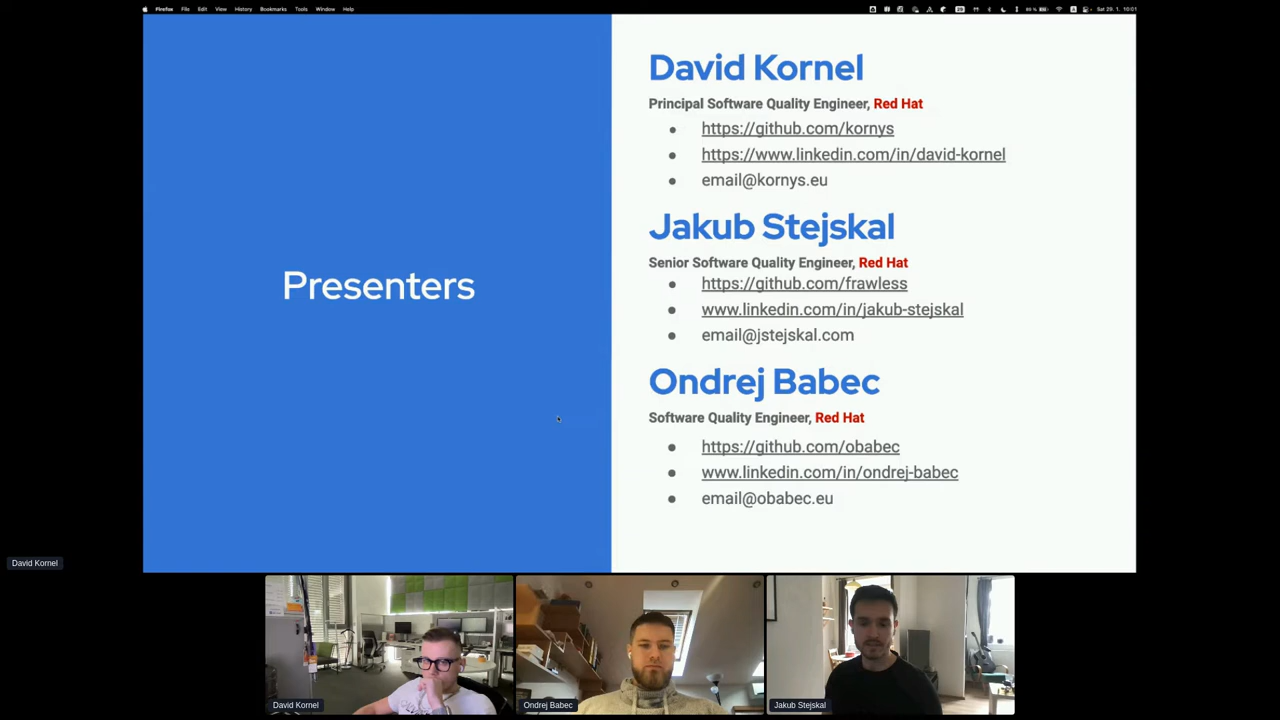 Firefox File Edit View History Bookmarks Tools Window Help
Sat 29. 1. 10:01
Presenters
David Kornel
Principal Software Quality Engineer, Red Hat
https://github.com/kornys
https://www.linkedin.com/in/david-kornel
email@kornys.eu
Jakub Stejskal
Senior Software Quality Engineer, Red Hat
https://github.com/frawless
www.linkedin.com/in/jakub-stejskal
email@jstejskal.com
Ondrej Babec
Software Quality Engineer, Red Hat
https://github.com/obabec
www.linkedin.com/in/ondrej-babec
email@obabec.eu
David Kornel
David Kornel
Ondrej Babec
Jakub Stejskal